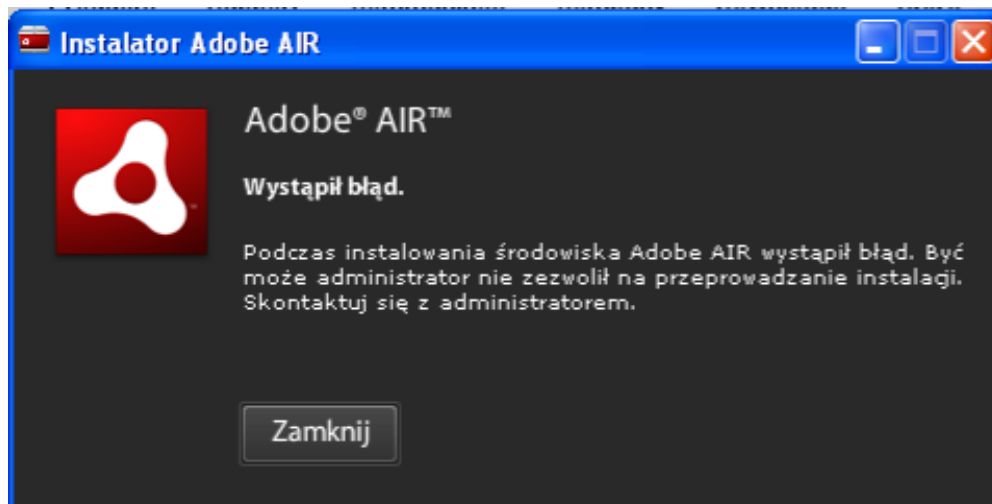 Instalator Adobe AIR
Adobe® AIR™
Wystąpił błąd.
Podczas instalowania środowiska Adobe AIR wystąpił błąd. Być
może administrator nie zezwolił na przeprowadzanie instalacji.
Skontaktuj się z administratorem.
Zamknij